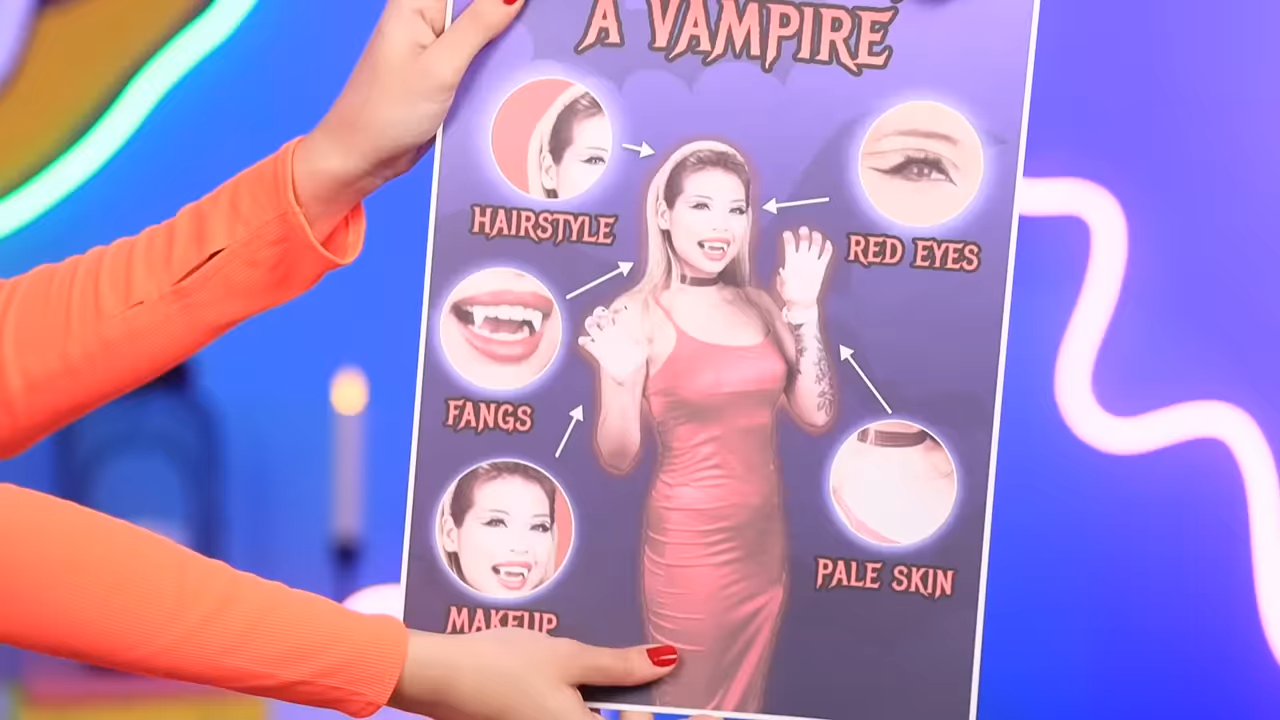 A VAMPIRE
HAIRSTYLE
RED EYES
FANGS
PALE SKIN
MAKEUP